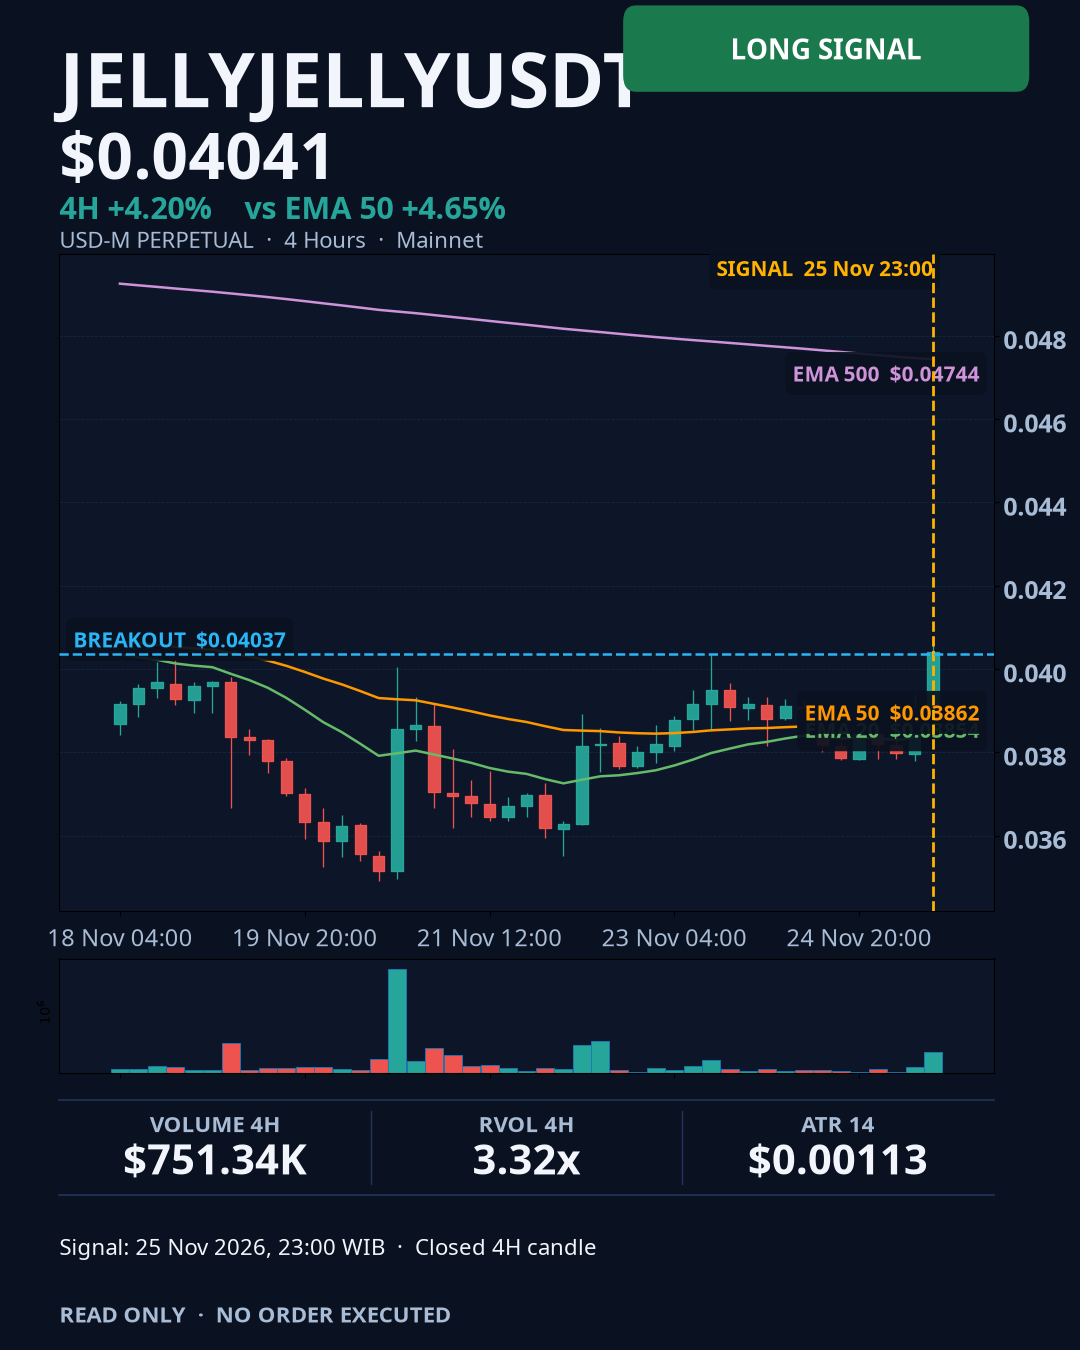 LONG SIGNAL
JELLYJELLYUSDT
$0.04041
4H +4.20% vs EMA 50 +4.65%
USD-M PERPETUAL · 4 Hours · Mainnet
SIGNAL 25 Nov 23:00
0.048
EMA 500 $0.04744
0.046
0.044
0.042
BREAKOUT $0.04037
0.040
EMA 50 $0.03862
EMA 20 $0.03834
0.038
0.036
18 Nov 04:00 19 Nov 20:00 21 Nov 12:00 23 Nov 04:00 24 Nov 20:00
10⁶
VOLUME 4H RVOL 4H ATR 14
$751.34K 3.32x $0.00113
Signal: 25 Nov 2026, 23:00 WIB · Closed 4H candle
READ ONLY · NO ORDER EXECUTED